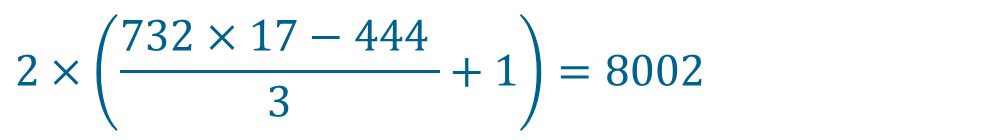 2 × (732 × 17 − 444 / 3 + 1) = 8002